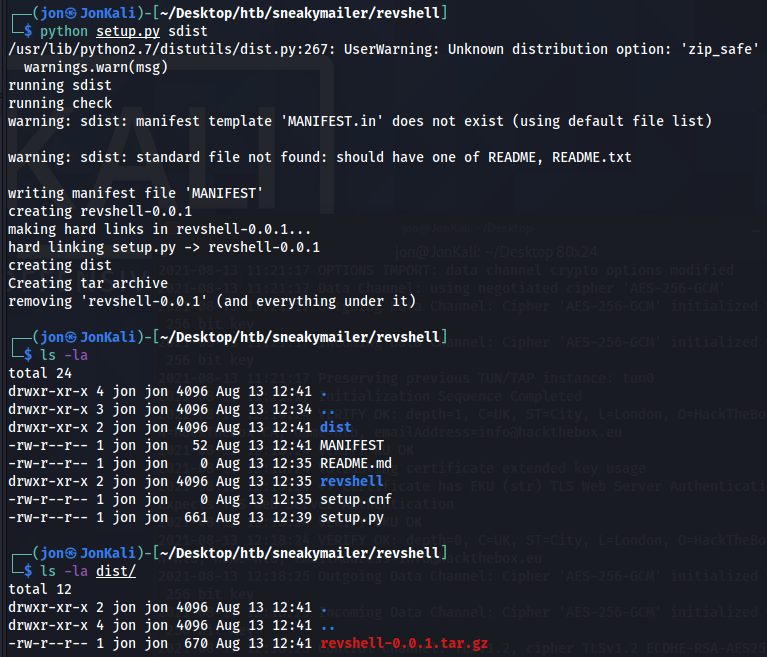 ┌──(jon㉿JonKali)-[~/Desktop/htb/sneakymailer/revshell]
└─$ python setup.py sdist
/usr/lib/python2.7/distutils/dist.py:267: UserWarning: Unknown distribution option: 'zip_safe'
  warnings.warn(msg)
running sdist
running check
warning: sdist: manifest template 'MANIFEST.in' does not exist (using default file list)

warning: sdist: standard file not found: should have one of README, README.txt

writing manifest file 'MANIFEST'
creating revshell-0.0.1
making hard links in revshell-0.0.1...
hard linking setup.py -> revshell-0.0.1
creating dist
Creating tar archive
removing 'revshell-0.0.1' (and everything under it)

┌──(jon㉿JonKali)-[~/Desktop/htb/sneakymailer/revshell]
└─$ ls -la
total 24
drwxr-xr-x 4 jon jon 4096 Aug 13 12:41 .
drwxr-xr-x 3 jon jon 4096 Aug 13 12:34 ..
drwxr-xr-x 2 jon jon 4096 Aug 13 12:41 dist
-rw-r--r-- 1 jon jon   52 Aug 13 12:41 MANIFEST
-rw-r--r-- 1 jon jon    0 Aug 13 12:35 README.md
drwxr-xr-x 2 jon jon 4096 Aug 13 12:35 revshell
-rw-r--r-- 1 jon jon    0 Aug 13 12:35 setup.cnf
-rw-r--r-- 1 jon jon  661 Aug 13 12:39 setup.py

┌──(jon㉿JonKali)-[~/Desktop/htb/sneakymailer/revshell]
└─$ ls -la dist/
total 12
drwxr-xr-x 2 jon jon 4096 Aug 13 12:41 .
drwxr-xr-x 4 jon jon 4096 Aug 13 12:41 ..
-rw-r--r-- 1 jon jon  670 Aug 13 12:41 revshell-0.0.1.tar.gz